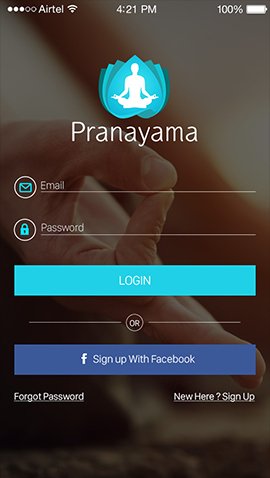 Airtel 4:21 PM 100%
Pranayama
Email
Password
LOGIN
OR
f Sign up With Facebook
Forgot Password New Here ? Sign Up